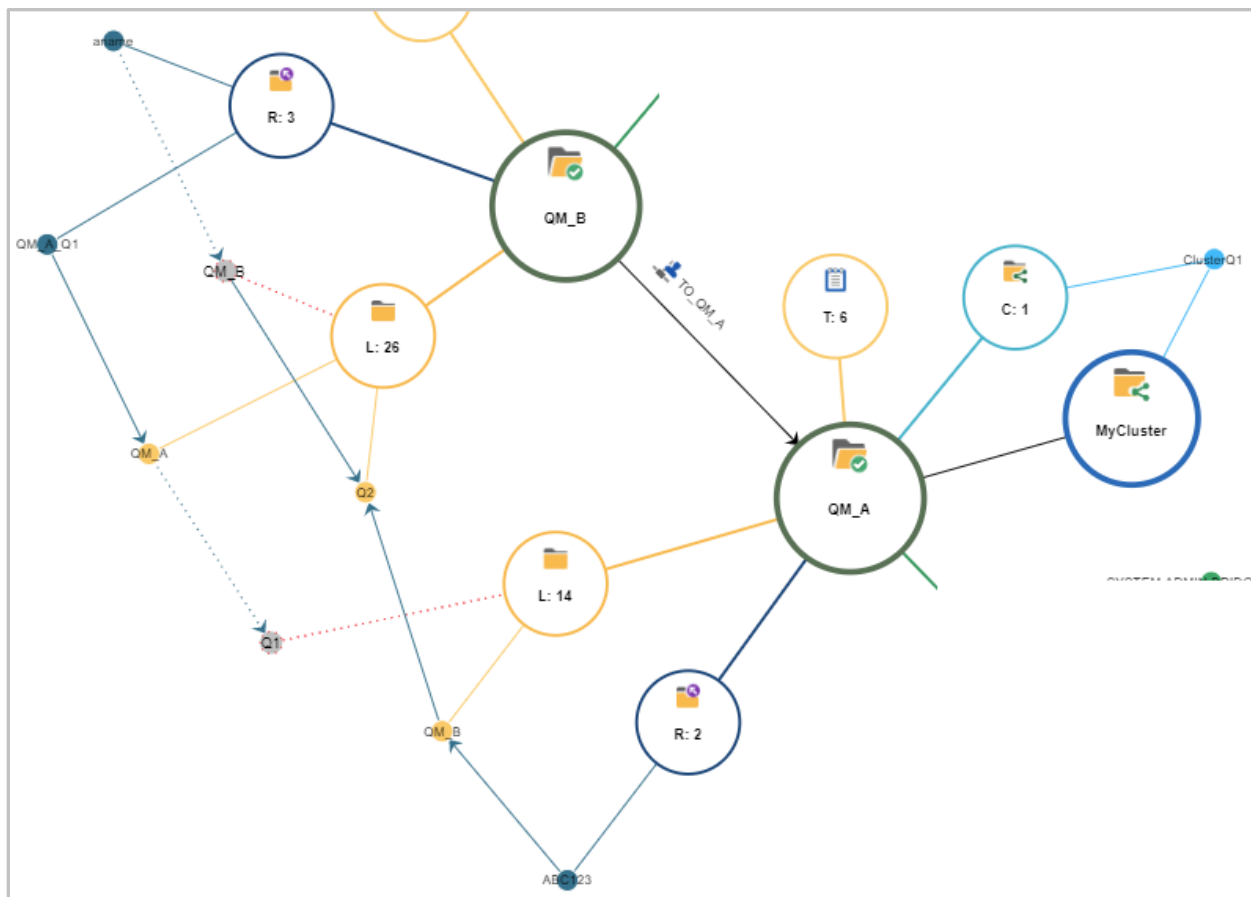 aname
R: 3
QM_B
QM_A_Q1
QM_B
TO_QM_A
ClusterQ1
T: 6
C: 1
L: 26
MyCluster
QM_A
Q2
QM_A
L: 14
Q1
QM_B
R: 2
ABC123